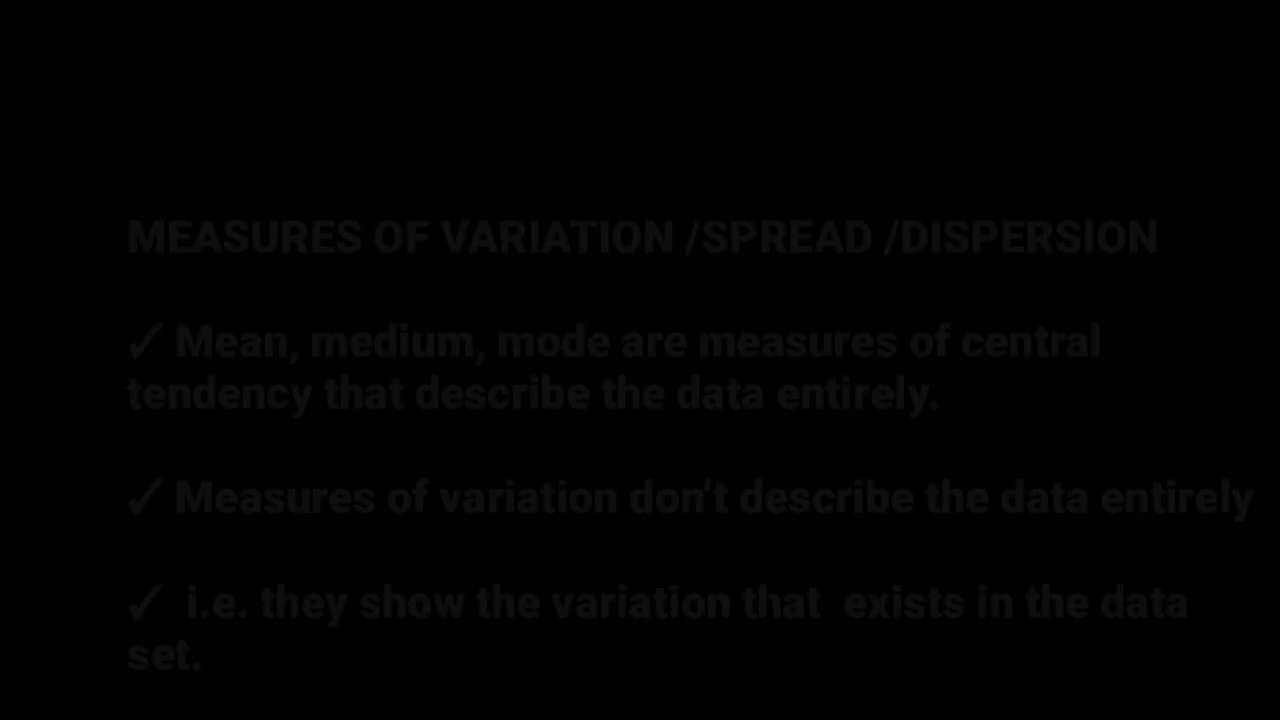 MEASURES OF VARIATION /SPREAD /DISPERSION
✓ Mean, medium, mode are measures of central
tendency that describe the data entirely.
✓ Measures of variation don't describe the data entirely
✓ i.e. they show the variation that exists in the data
set.